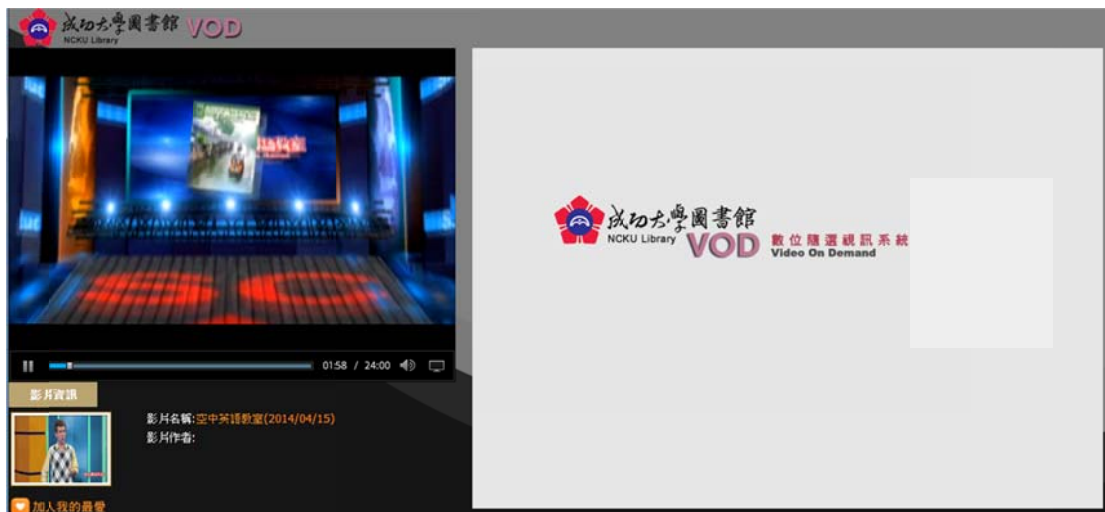 成功大學圖書館 VOD
NCKU Library
01:58 / 24:00
影片資訊
影片名稱:空中英語教室(2014/04/15)
影片作者:
加入我的最愛
成功大學圖書館
NCKU Library VOD 數位隨選視訊系統
Video On Demand